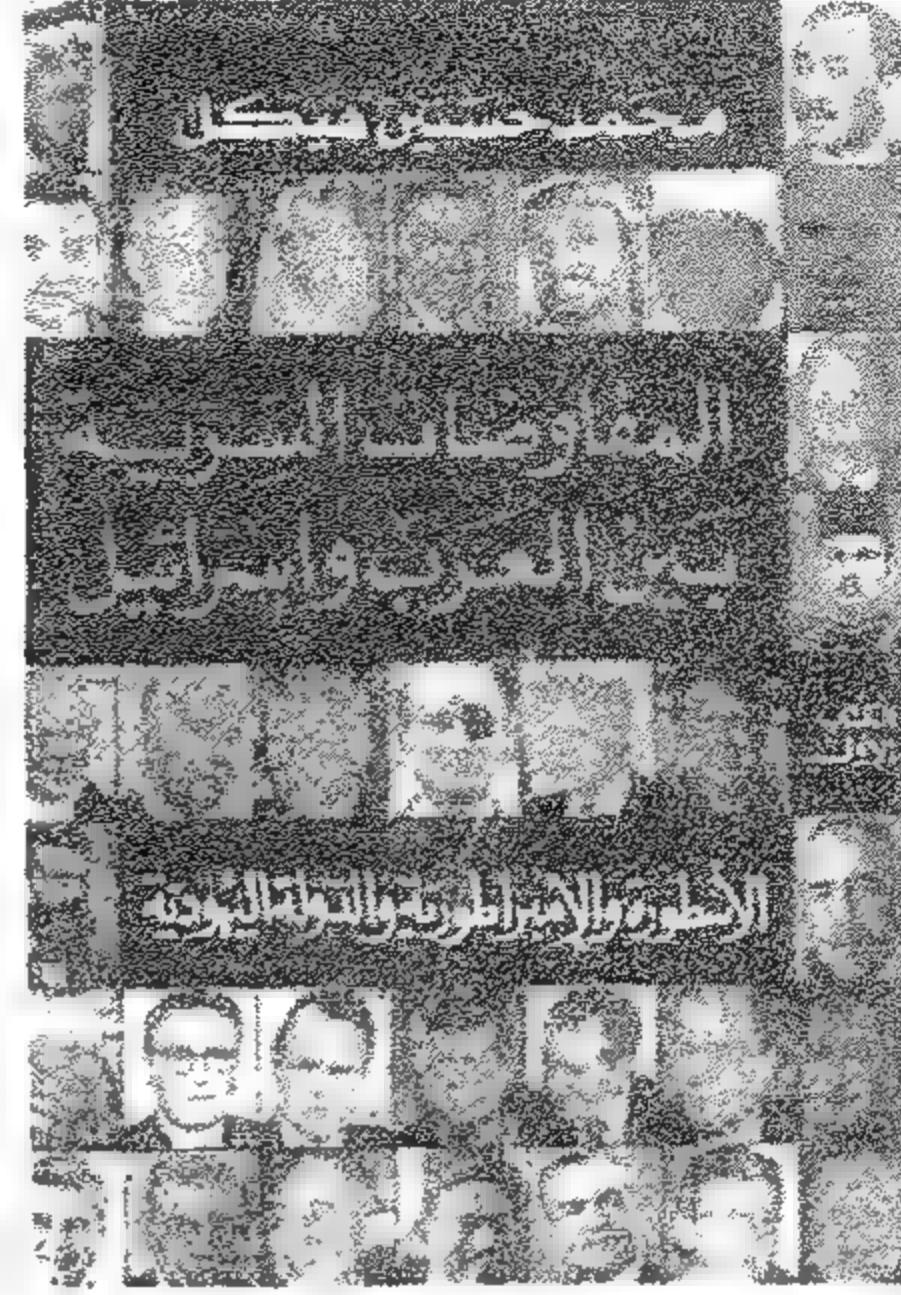 محمد حسنين هيكل
المفاوضات السرية
بين العرب وإسرائيل
الأسطورة والإمبراطورية والدولة اليهودية